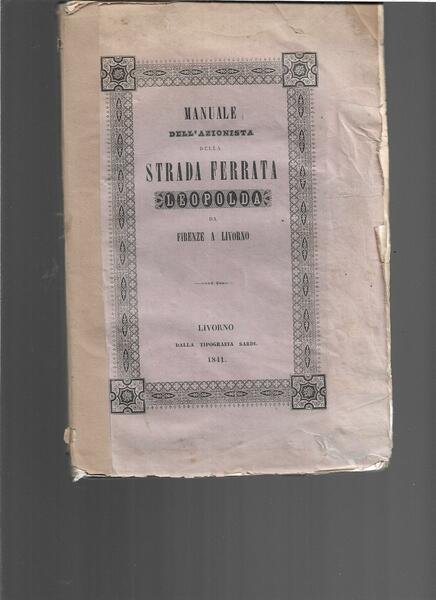 MANUALE
DELL'AZIONISTA
DELLA
STRADA FERRATA
LEOPOLDA
DA
FIRENZE A LIVORNO
LIVORNO
DALLA TIPOGRAFIA SARDI.
1841.